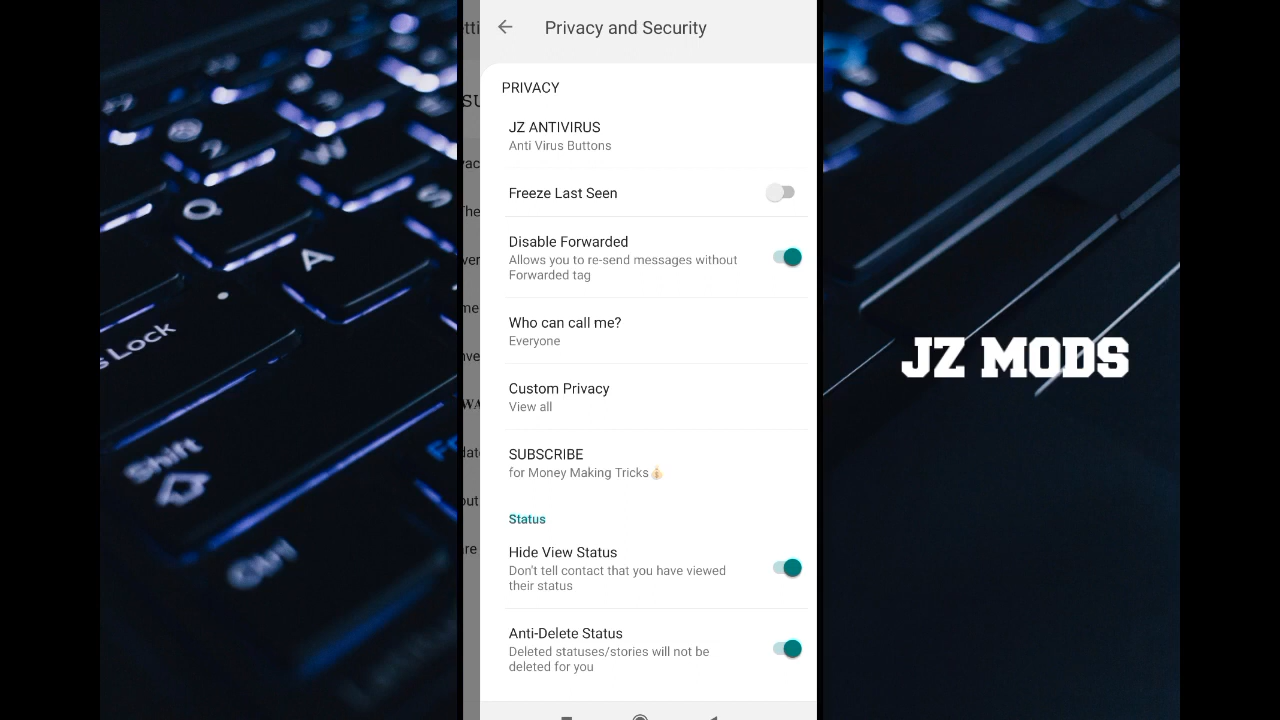 Privacy and Security
PRIVACY
JZ ANTIVIRUS
Anti Virus Buttons
Freeze Last Seen
Disable Forwarded
Allows you to re-send messages without
Forwarded tag
Who can call me?
Everyone
Custom Privacy
View all
SUBSCRIBE
for Money Making Tricks💰
Status
Hide View Status
Don't tell contact that you have viewed
their status
Anti-Delete Status
Deleted statuses/stories will not be
deleted for you
JZ MODS
W
S
Q
A
s Lock
Shift
Ctrl